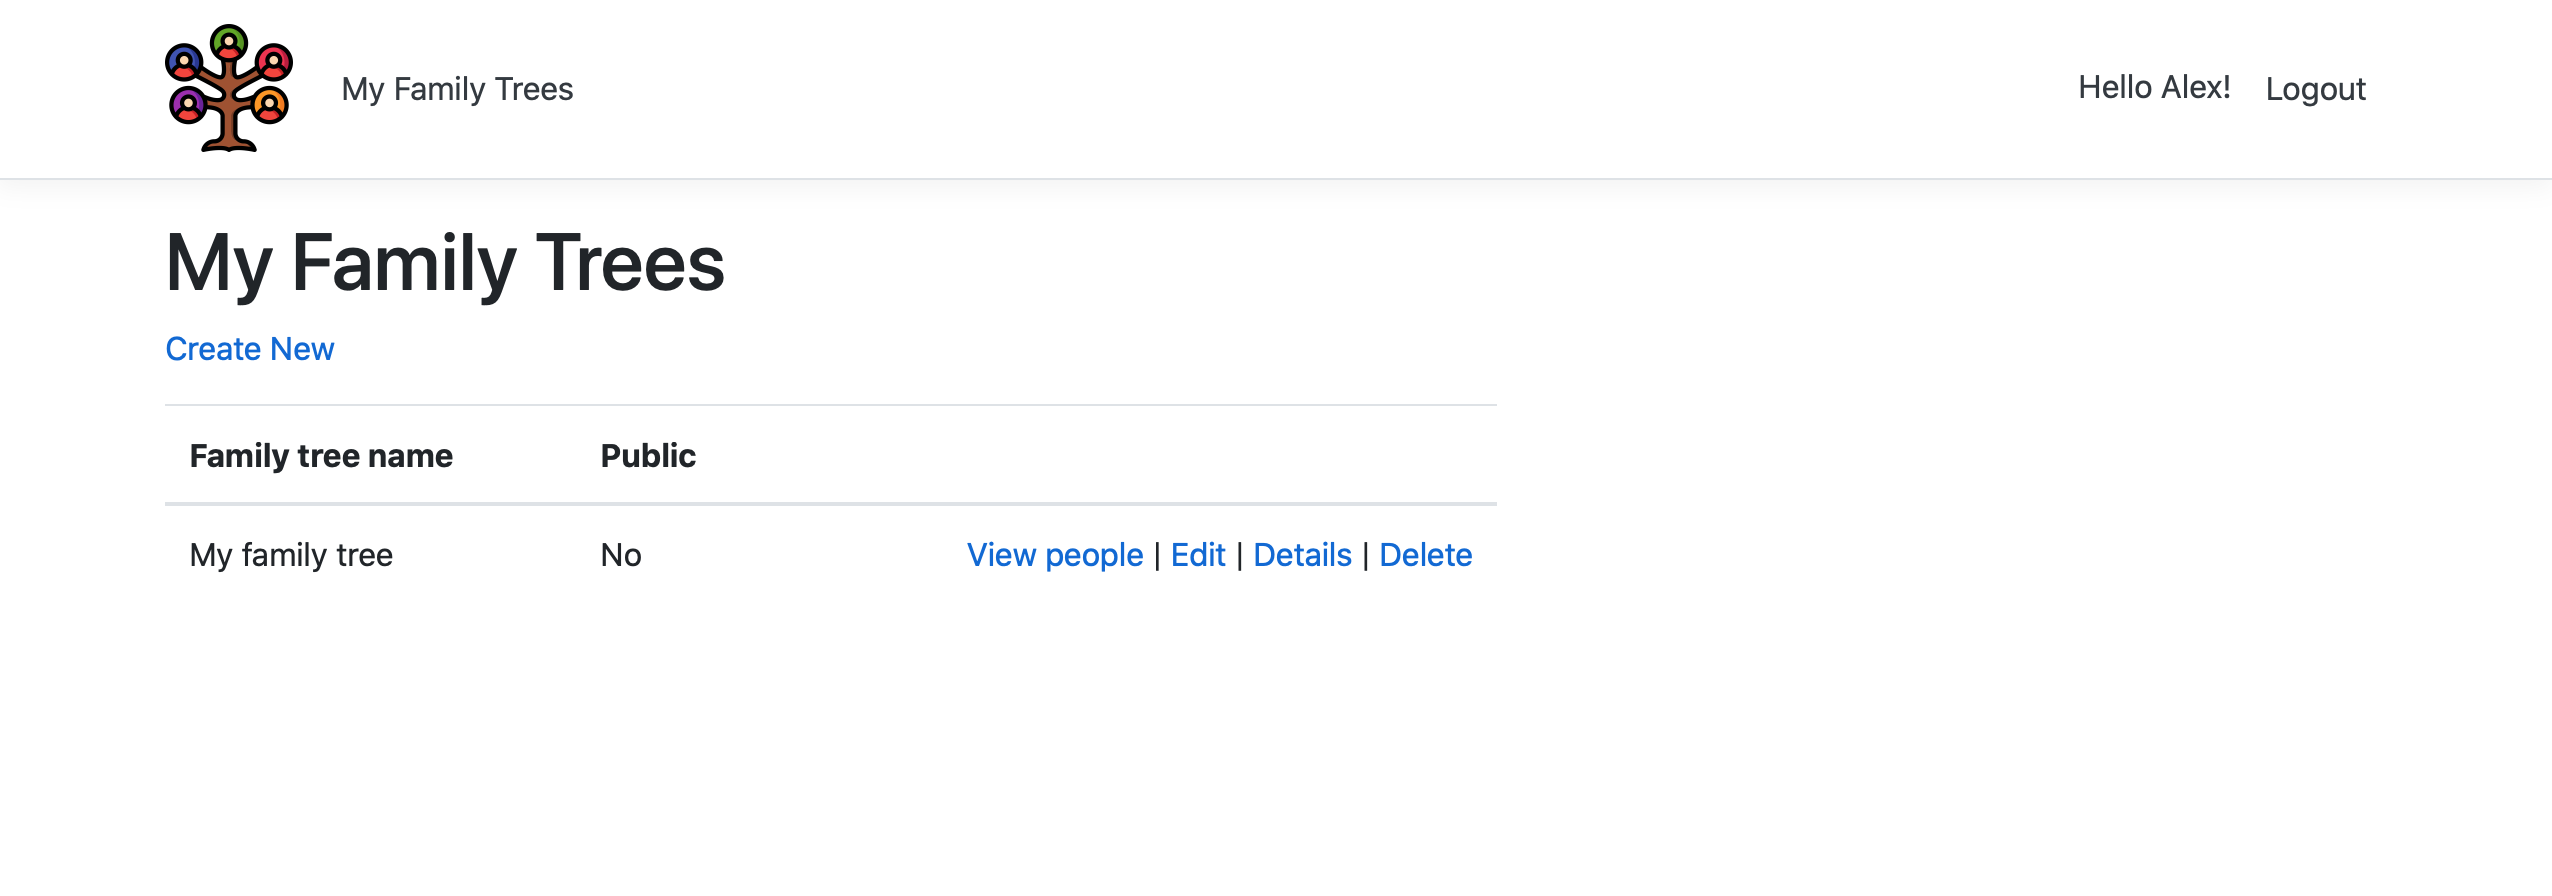 My Family Trees
Hello Alex! Logout
My Family Trees
Create New
Family tree name Public
My family tree No View people | Edit | Details | Delete